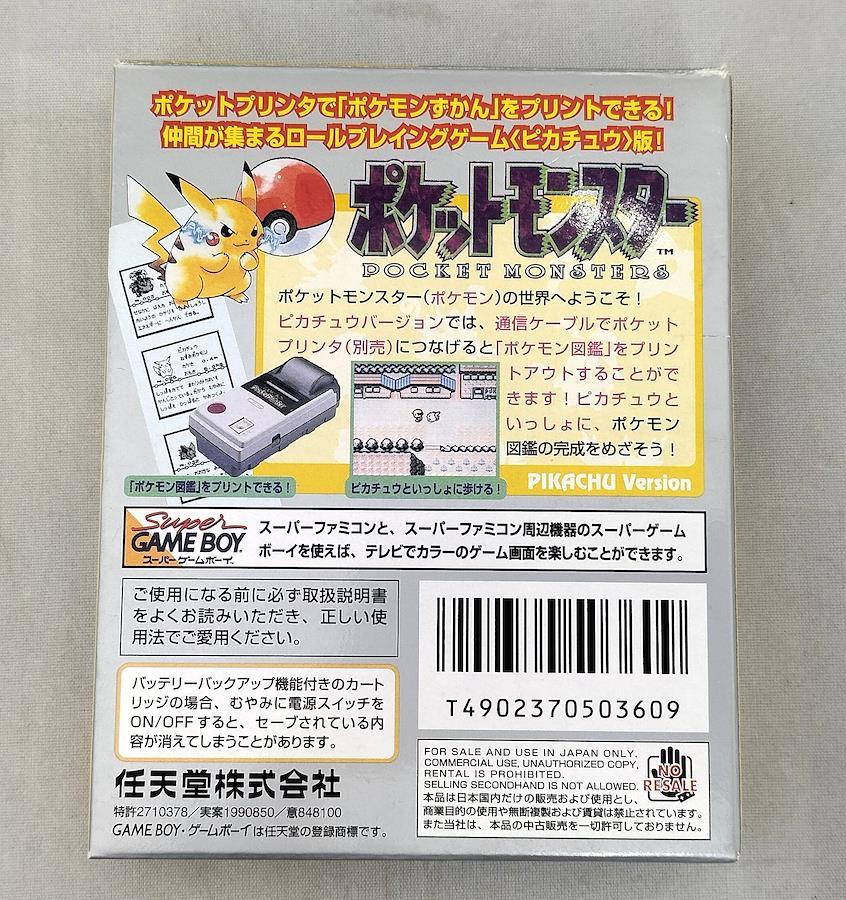 ポケットプリンタで「ポケモンずかん」をプリントできる!
仲間が集まるロールプレイングゲーム〈ピカチュウ〉版!
ポケットモンスター
TM
POCKET MONSTERS
ポケットモンスター(ポケモン)の世界へようこそ!
ピカチュウバージョンでは、通信ケーブルでポケット
プリンタ(別売)につなげると「ポケモン図鑑」をプリン
トアウトすることがで
きます!ピカチュウと
いっしょに、ポケモン
図鑑の完成をめざそう!
ピカチュウ
ねずみポケモン
「ポケモン図鑑」をプリントできる!
ピカチュウといっしょに歩ける!
PIKACHU Version
Super
GAME BOY
スーパーゲームボーイ
スーパーファミコンと、スーパーファミコン周辺機器のスーパーゲーム
ボーイを使えば、テレビでカラーのゲーム画面を楽しむことができます。
ご使用になる前に必ず取扱説明書
をよくお読みいただき、正しい使
用法でご愛用ください。
バッテリーバックアップ機能付きのカート
リッジの場合、むやみに電源スイッチを
ON/OFFすると、セーブされている内
容が消えてしまうことがあります。
T4902370503609
任天堂株式会社
特許2710378/実案1990850/意848100
GAME BOY・ゲームボーイは任天堂の登録商標です。
FOR SALE AND USE IN JAPAN ONLY.
COMMERCIAL USE, UNAUTHORIZED COPY,
RENTAL IS PROHIBITED.
SELLING SECONDHAND IS NOT ALLOWED.
NO
RESALE
本品は日本国内だけの販売および使用とし、
商業目的の使用や無断複製および賃貸は禁止されています。
また当社は、本品の中古販売を一切許可しておりません。